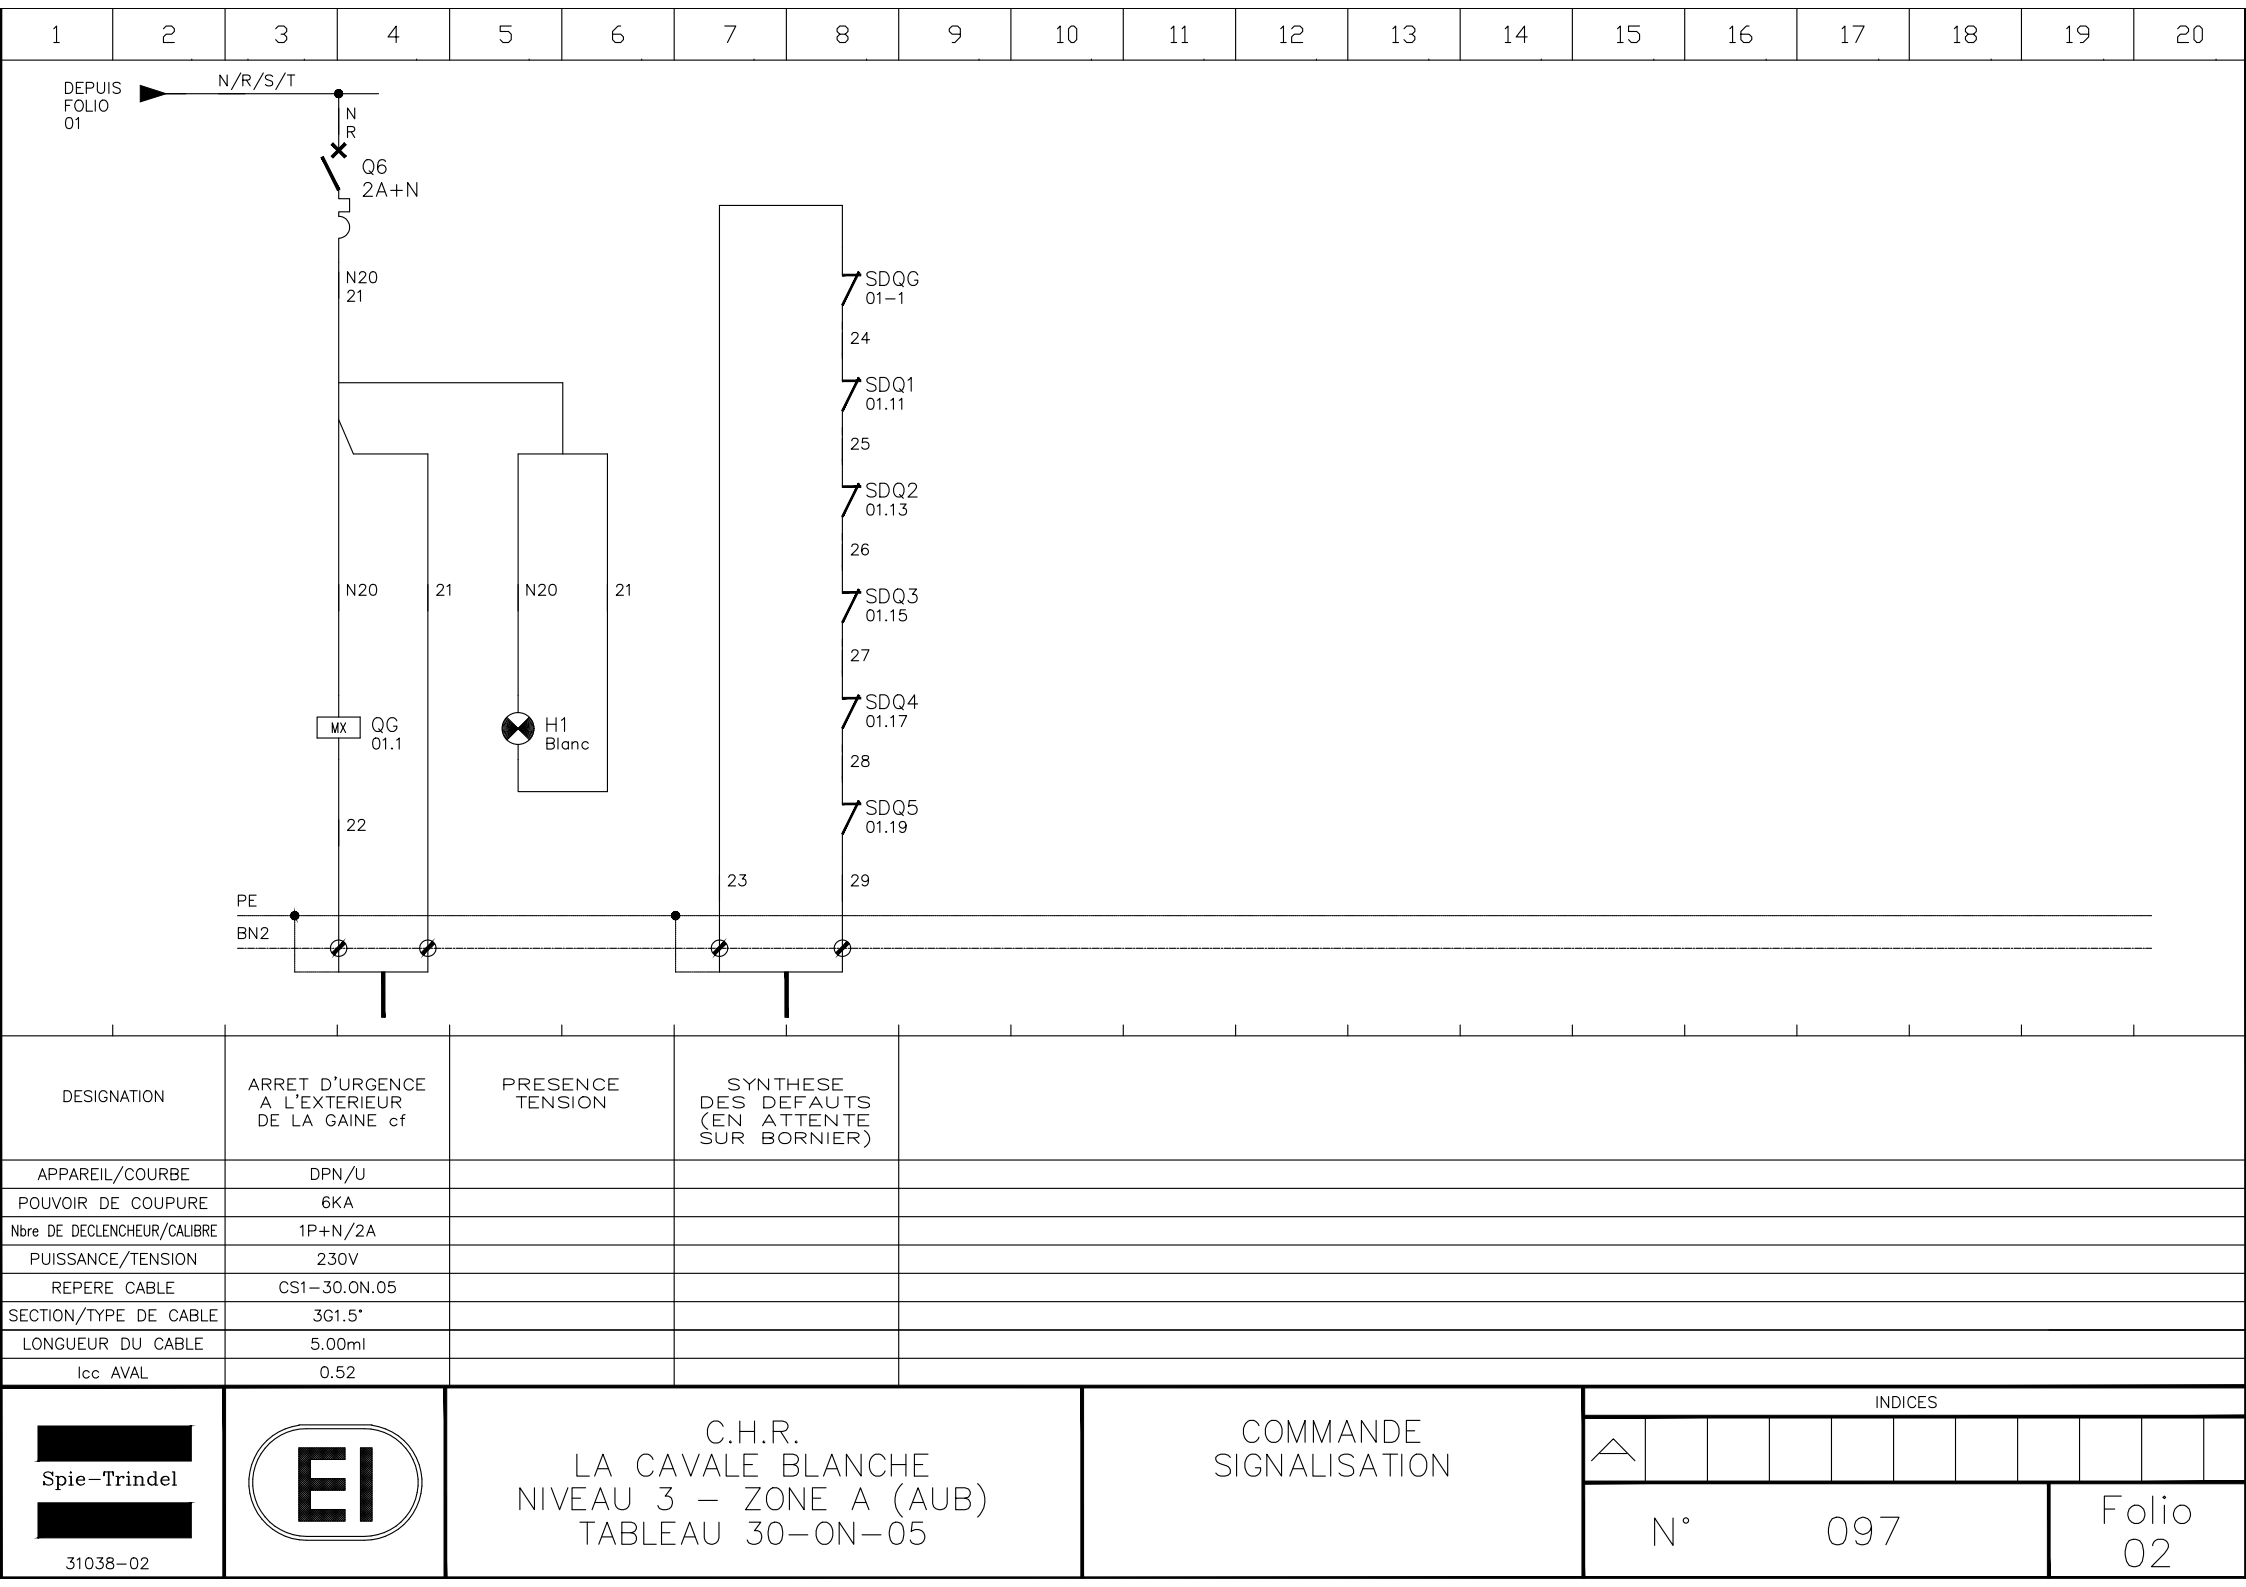 1 2 3 4 5 6 7 8 9 10 11 12 13 14 15 16 17 18 19 20
DEPUIS
FOLIO
01
N/R/S/T
N
R
Q6
2A+N
N20
21
N20
21
N20
21
MX
QG
01.1
H1
Blanc
22
SDQG
01-1
24
SDQ1
01.11
25
SDQ2
01.13
26
SDQ3
01.15
27
SDQ4
01.17
28
SDQ5
01.19
23
29
PE
BN2
DESIGNATION
ARRET D'URGENCE
A L'EXTERIEUR
DE LA GAINE cf
PRESENCE
TENSION
SYNTHESE
DES DEFAUTS
(EN ATTENTE
SUR BORNIER)
APPAREIL/COURBE DPN/U
POUVOIR DE COUPURE 6KA
Nbre DE DECLENCHEUR/CALIBRE 1P+N/2A
PUISSANCE/TENSION 230V
REPERE CABLE CS1-30.ON.05
SECTION/TYPE DE CABLE 3G1.5°
LONGUEUR DU CABLE 5.00ml
Icc AVAL 0.52
Spie-Trindel
31038-02
EI
C.H.R.
LA CAVALE BLANCHE
NIVEAU 3 - ZONE A (AUB)
TABLEAU 30-ON-05
COMMANDE
SIGNALISATION
INDICES
A
N° 097
Folio
02